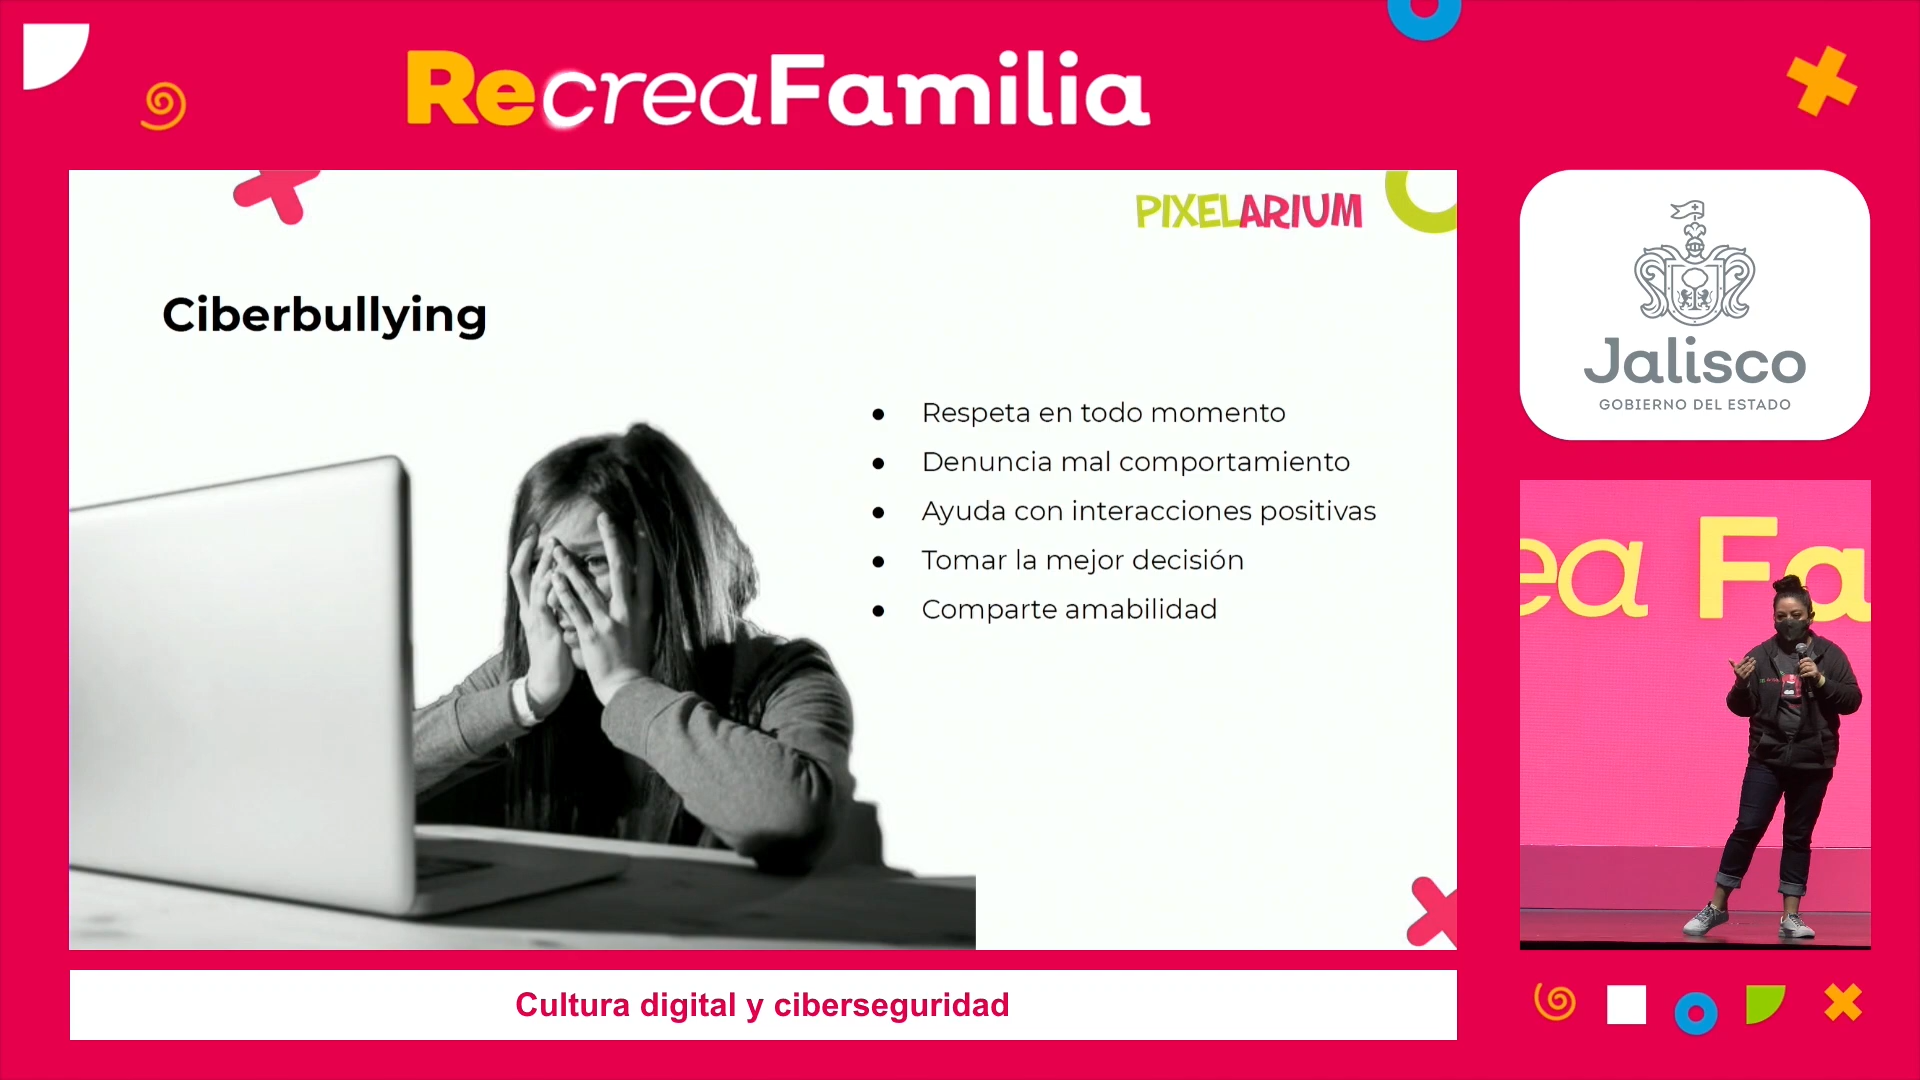 RecreaFamilia
PIXELARIUM
Ciberbullying
Respeta en todo momento
Denuncia mal comportamiento
Ayuda con interacciones positivas
Tomar la mejor decisión
Comparte amabilidad
Jalisco
GOBIERNO DEL ESTADO
ea Fa
Cultura digital y ciberseguridad